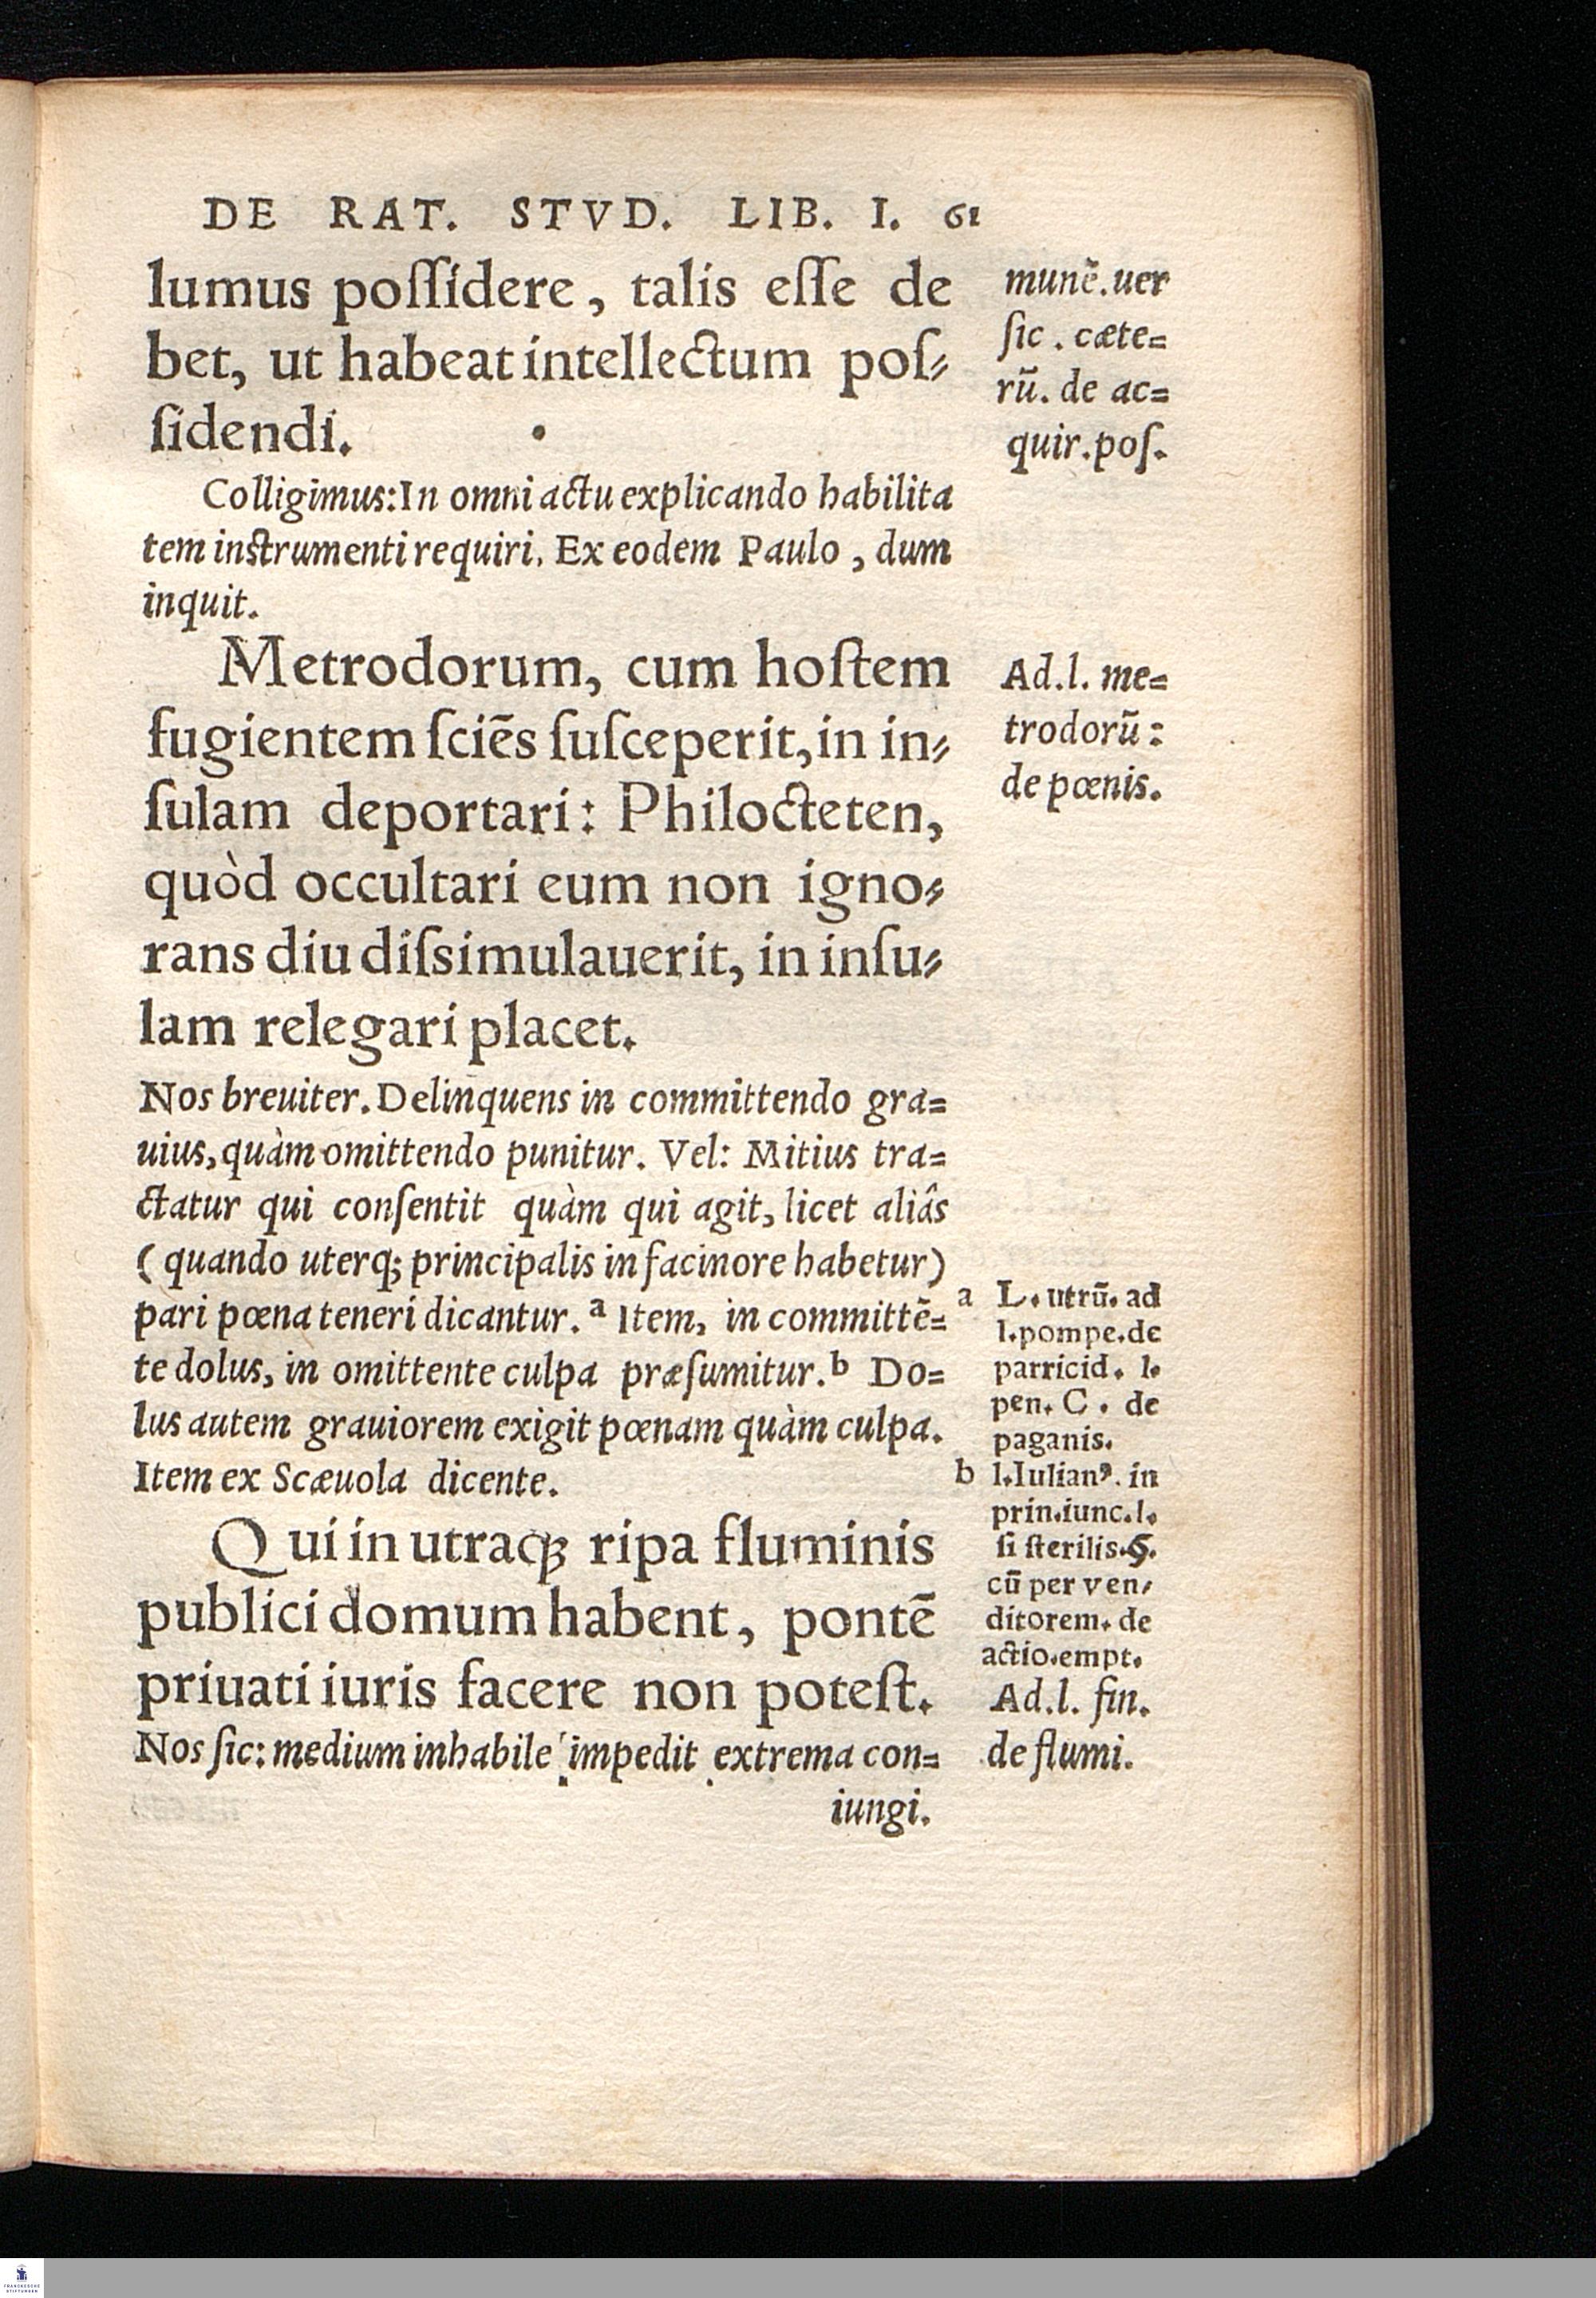 DE RAT. STVD. LIB. I. 61
lumus poſſidere, talis eſſe de
bet, ut habeat intellectum poſ-
ſidendi.
Colligimus: In omni actu explicando habilita
tem inſtrumenti requiri. Ex eodem Paulo, dum
inquit.
Metrodorum, cum hoſtem
fugientem ſciẽs ſuſceperit, in in-
ſulam deportari: Philocteten,
quòd occultari eum non igno-
rans diu diſsimulauerit, in inſu-
lam relegari placet.
Nos breuiter. Delinquens in committendo gra=
uius, quàm omittendo punitur. Vel: Mitius tra=
ctatur qui conſentit quàm qui agit, licet aliâs
(quando uterq; principalis in facinore habetur)
pari pœna teneri dicantur. a Item, in committẽ=
te dolus, in omittente culpa præſumitur. b Do=
lus autem grauiorem exigit pœnam quàm culpa.
Item ex Scæuola dicente.
Qui in utraq; ripa fluminis
publici domum habent, pontẽ
priuati iuris facere non poteſt.
Nos ſic: medium inhabile impedit extrema con=
iungi.
munẽ. uer
ſic. cæte=
rũ. de ac=
quir. poſ.
Ad. l. me=
trodorũ:
de pœnis.
a L. utrũ. ad
l. pompe. de
parricid. l.
pen. C. de
paganis.
b l. Iulianꝰ. in
prin. iunc. l.
ſi ſterilis. §.
cũ per ven-
ditorem. de
actio. empt.
Ad. l. fin.
de flumi.
FRANCKESCHE
STIFTUNGEN